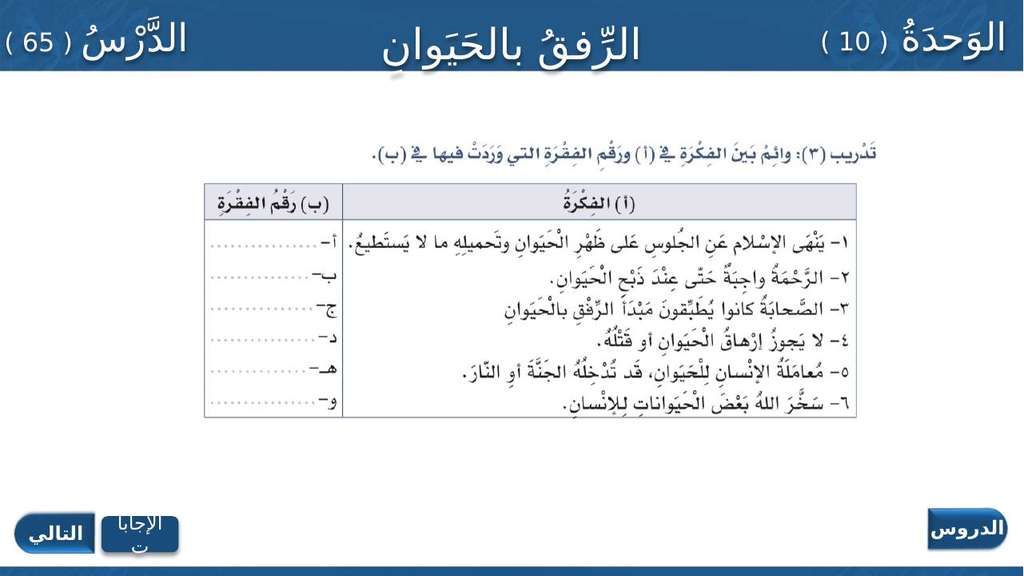 الوَحدَةُ ( 10 )
الرِّفقُ بالحَيَوانِ
الدَّرْسُ ( 65 )
تَدْريب (٣): وائِمْ بَينَ الفِكْرَةِ في (أ) ورَقْمِ الفِقْرَةِ التي وَرَدَتْ فيها في (ب).
(أ) الفِكْرَةُ (ب) رَقْمُ الفِقْرَةِ
١- يَنْهَى الإسْلام عَنِ الجُلوسِ عَلى ظَهْرِ الْحَيَوانِ وتَحميلِهِ ما لا يَستَطيعُ. أ-................
٢- الرَّحْمَةُ واجِبَةٌ حَتّى عِنْدَ ذَبْحِ الْحَيَوانِ. ب-..............
٣- الصَّحابَةُ كانوا يُطَبِّقونَ مَبْدَأَ الرِّفْقِ بالْحَيَوانِ ج-...............
٤- لا يَجوزُ إرْهاقُ الْحَيَوانِ أو قَتْلُهُ. د-................
٥- مُعامَلَةُ الإنْسانِ لِلْحَيَوانِ، قَد تُدْخِلُهُ الجَنَّةَ أوِ النّارَ. هـ-..............
٦- سَخَّرَ اللهُ بَعْضَ الْحَيَواناتِ لِلإنْسانِ. و-................
الدروس
الإجابا
ت
التالي